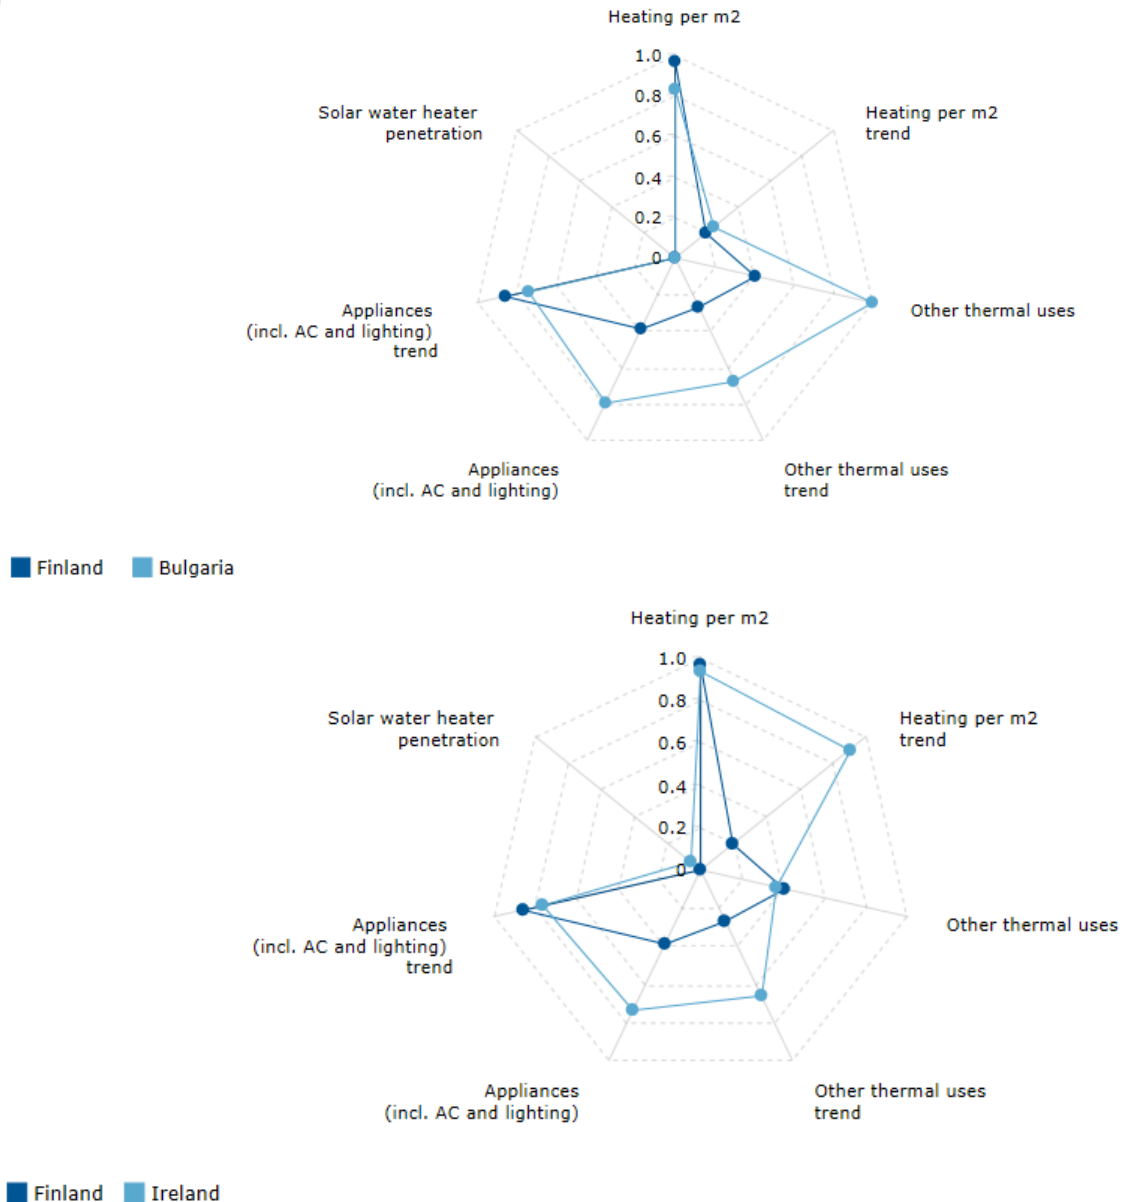 Heating per m2
1.0
Solar water heater
penetration
Heating per m2
trend
0.8
0.6
0.4
0.2
0
Appliances
(incl. AC and lighting)
trend
Other thermal uses
Appliances
(incl. AC and lighting)
Other thermal uses
trend
Finland Bulgaria
Heating per m2
1.0
Solar water heater
penetration
Heating per m2
trend
0.8
0.6
0.4
0.2
0
Appliances
(incl. AC and lighting)
trend
Other thermal uses
Appliances
(incl. AC and lighting)
Other thermal uses
trend
Finland Ireland